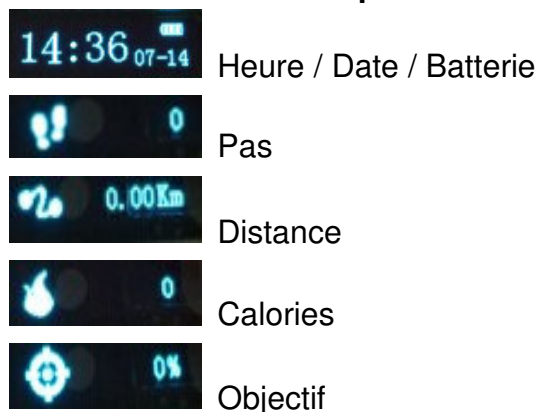 14:36 07-14 Heure / Date / Batterie
0 Pas
0.00Km Distance
0 Calories
0% Objectif